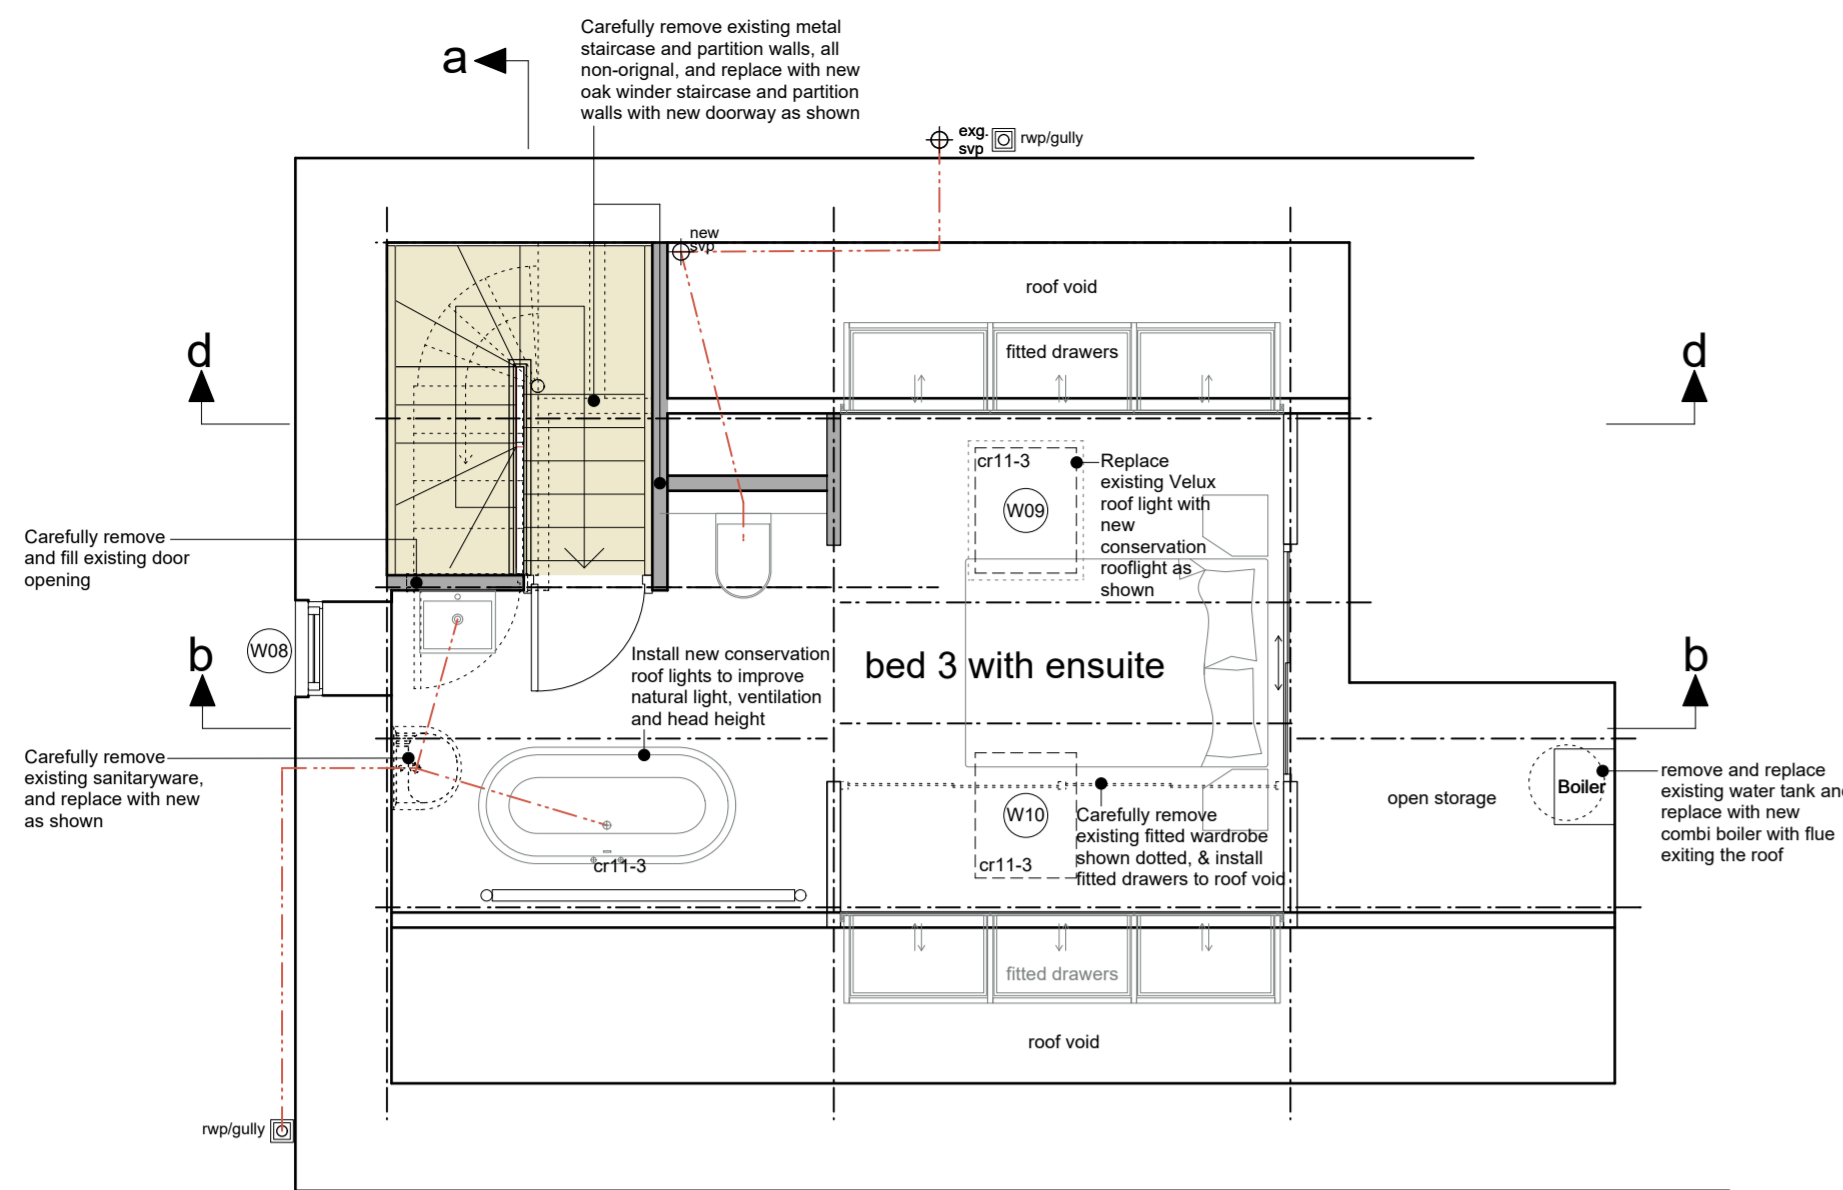 Carefully remove existing metal
staircase and partition walls, all
non-orignal, and replace with new
oak winder staircase and partition
walls with new doorway as shown
a
exg.
svp
rwp/gully
new
svp
roof void
fitted drawers
d
d
cr11-3
W09
Replace
existing Velux
roof light with
new
conservation
rooflight as
shown
Carefully remove
and fill existing door
opening
W08
b
b
Install new conservation
roof lights to improve
natural light, ventilation
and head height
bed 3 with ensuite
Carefully remove
existing sanitaryware,
and replace with new
as shown
cr11-3
W10
cr11-3
Carefully remove
existing fitted wardrobe
shown dotted, & install
fitted drawers to roof void
open storage
Boiler
remove and replace
existing water tank and
replace with new
combi boiler with flue
exiting the roof
fitted drawers
roof void
rwp/gully